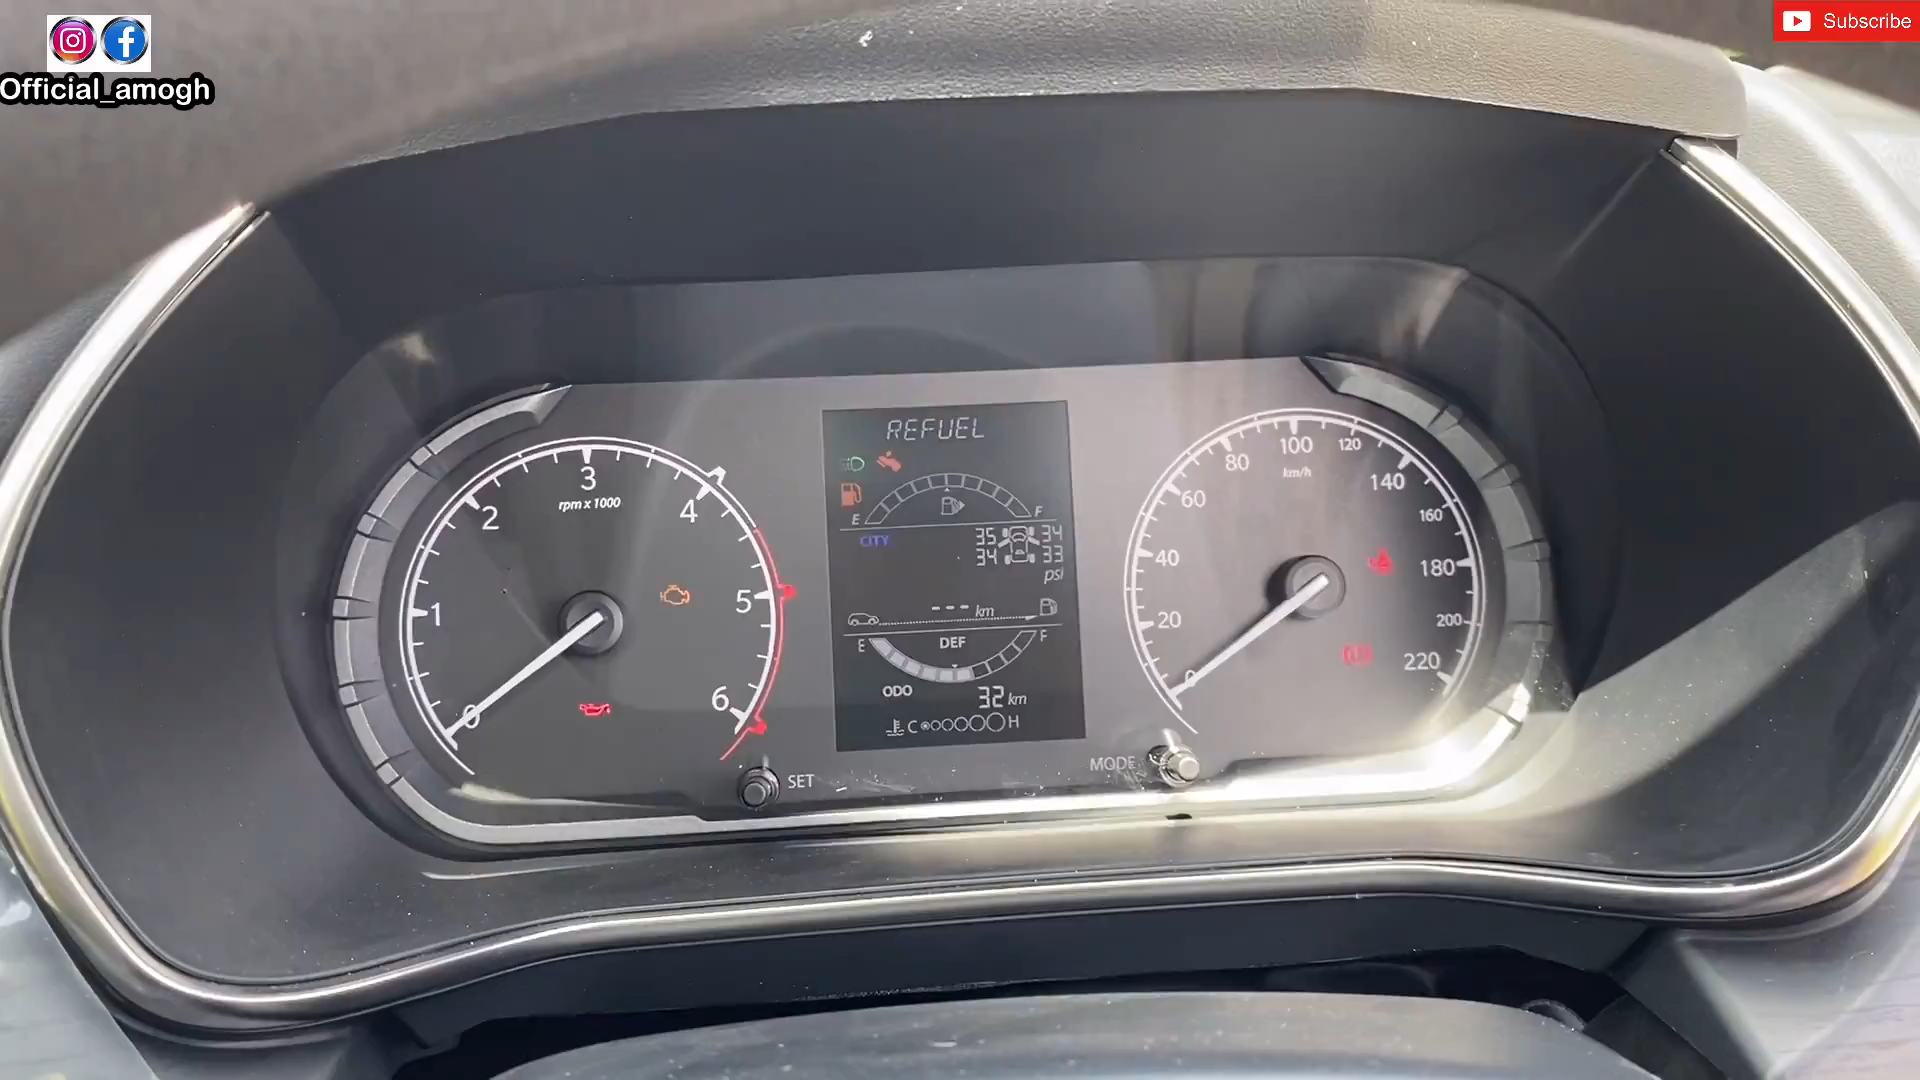 Subscribe
Official_amogh
REFUEL
E F
CITY
35 34
34 33
psi
--- km
E DEF F
ODO 32 km
C H
0 1 2 3 4 5 6
rpm x 1000
0 20 40 60 80 100 120 140 160 180 200 220
km/h
SET
MODE